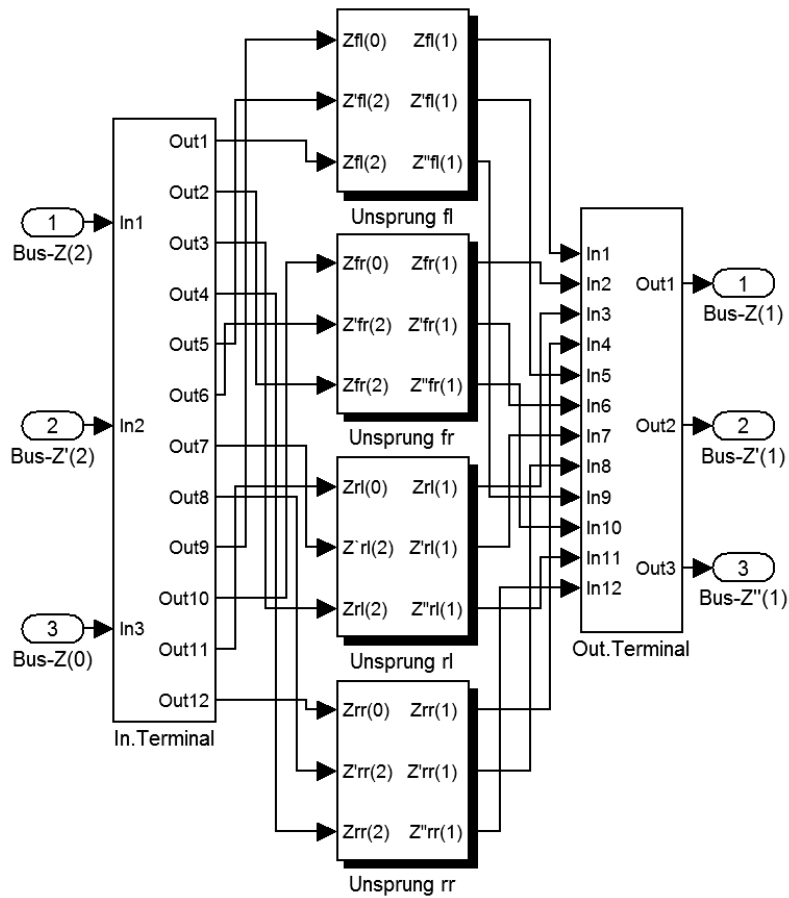 1
Bus-Z(2)
2
Bus-Z'(2)
3
Bus-Z(0)
In1
In2
In3
Out1
Out2
Out3
Out4
Out5
Out6
Out7
Out8
Out9
Out10
Out11
Out12
In.Terminal
Zfl(0) Zfl(1)
Z'fl(2) Z'fl(1)
Zfl(2) Z"fl(1)
Unsprung fl
Zfr(0) Zfr(1)
Z'fr(2) Z'fr(1)
Zfr(2) Z"fr(1)
Unsprung fr
Zrl(0) Zrl(1)
Z`rl(2) Z'rl(1)
Zrl(2) Z"rl(1)
Unsprung rl
Zrr(0) Zrr(1)
Z'rr(2) Z'rr(1)
Zrr(2) Z"rr(1)
Unsprung rr
In1
In2
In3
In4
In5
In6
In7
In8
In9
In10
In11
In12
Out1
Out2
Out3
Out.Terminal
1
Bus-Z(1)
2
Bus-Z'(1)
3
Bus-Z"(1)